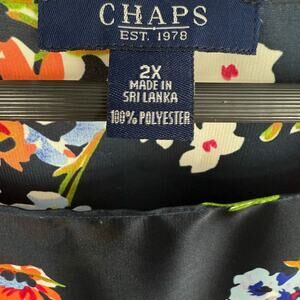 CHAPS
EST. 1978
2X
MADE IN
SRI LANKA
100% POLYESTER